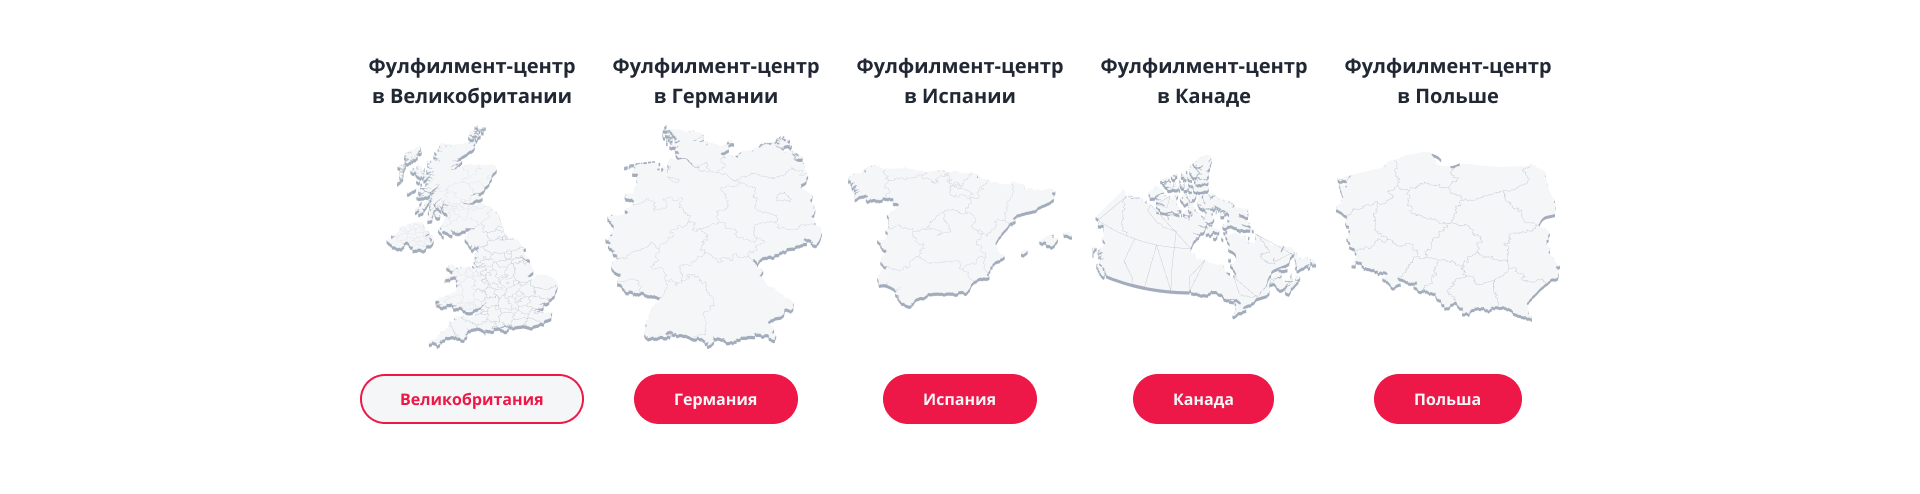 Фулфилмент-центр
в Великобритании
Фулфилмент-центр
в Германии
Фулфилмент-центр
в Испании
Фулфилмент-центр
в Канаде
Фулфилмент-центр
в Польше
Великобритания
Германия
Испания
Канада
Польша